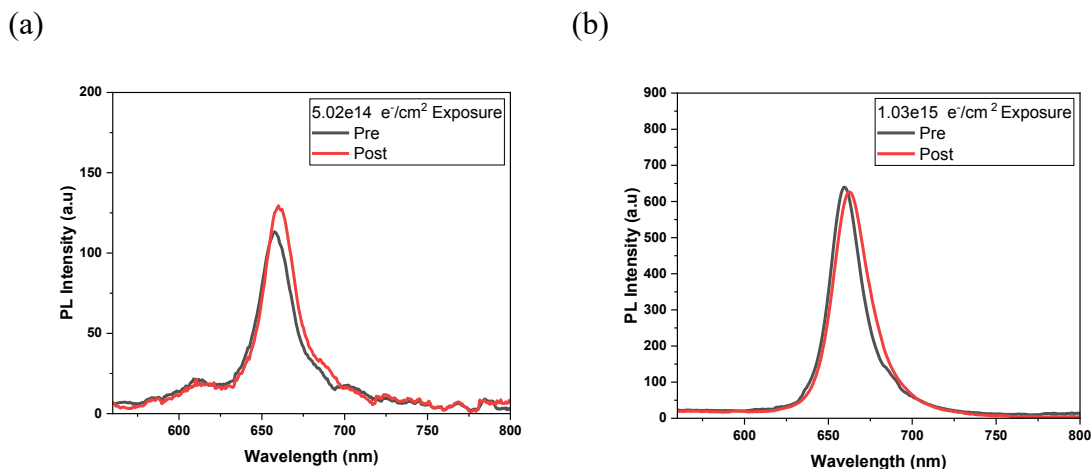 (a)
(b)
200
150
100
50
0
600
650
700
750
800
PL Intensity (a.u)
Wavelength (nm)
5.02e14 e⁻/cm² Exposure
Pre
Post
900
800
700
600
500
400
300
200
100
0
600
650
700
750
800
PL Intensity (a.u)
Wavelength (nm)
1.03e15 e⁻/cm² Exposure
Pre
Post